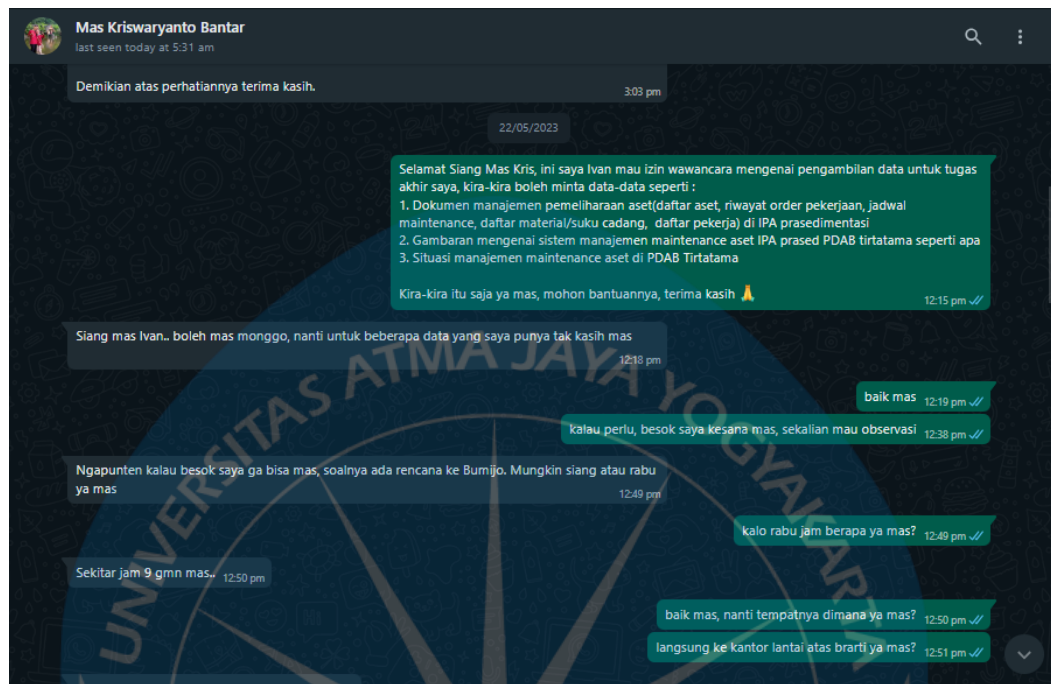 Mas Kriswaryanto Bantar
last seen today at 5:31 am
Demikian atas perhatiannya terima kasih.
3:03 pm
22/05/2023
Selamat Siang Mas Kris, ini saya Ivan mau izin wawancara mengenai pengambilan data untuk tugas
akhir saya, kira-kira boleh minta data-data seperti :
1. Dokumen manajemen pemeliharaan aset(daftar aset, riwayat order pekerjaan, jadwal
maintenance, daftar material/suku cadang, daftar pekerja) di IPA prasedimentasi
2. Gambaran mengenai sistem manajemen maintenance aset IPA prased PDAB tirtatama seperti apa
3. Situasi manajemen maintenance aset di PDAB Tirtatama
Kira-kira itu saja ya mas, mohon bantuannya, terima kasih 🙏
12:15 pm
Siang mas Ivan.. boleh mas monggo, nanti untuk beberapa data yang saya punya tak kasih mas
12:18 pm
baik mas 12:19 pm
kalau perlu, besok saya kesana mas, sekalian mau observasi 12:38 pm
Ngapunten kalau besok saya ga bisa mas, soalnya ada rencana ke Bumijo. Mungkin siang atau rabu
ya mas
12:49 pm
kalo rabu jam berapa ya mas? 12:49 pm
Sekitar jam 9 gmn mas.. 12:50 pm
baik mas, nanti tempatnya dimana ya mas? 12:50 pm
langsung ke kantor lantai atas brarti ya mas? 12:51 pm
UNIVERSITAS ATMA JAYA YOGYAKARTA